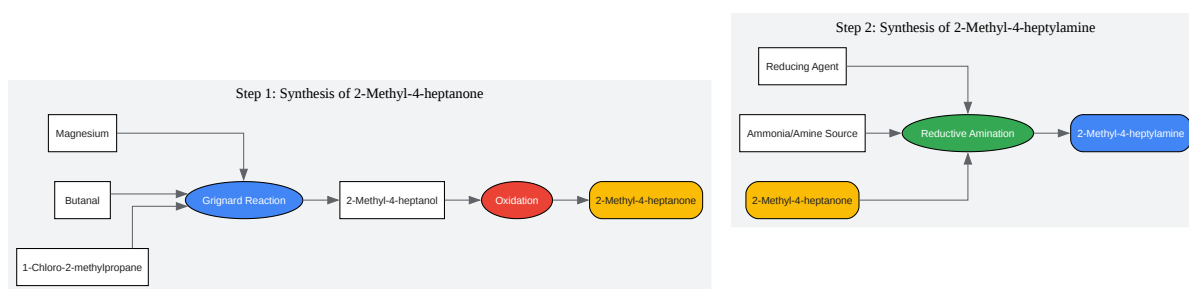 Step 1: Synthesis of 2-Methyl-4-heptanone
Magnesium
Butanal
Grignard Reaction
2-Methyl-4-heptanol
Oxidation
2-Methyl-4-heptanone
1-Chloro-2-methylpropane
Step 2: Synthesis of 2-Methyl-4-heptylamine
Reducing Agent
Ammonia/Amine Source
Reductive Amination
2-Methyl-4-heptylamine
2-Methyl-4-heptanone